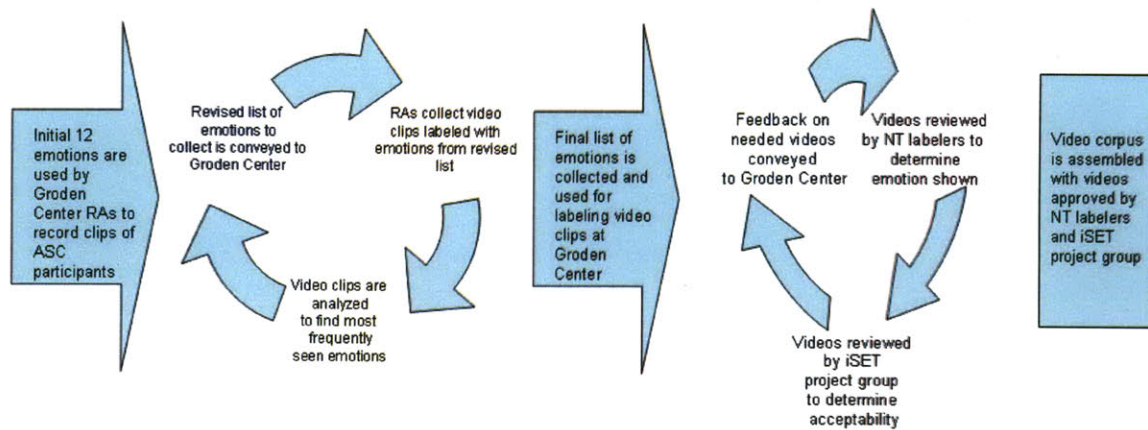 Initial 12
emotions are
used by
Groden
Center RAs to
record clips of
ASC
participants
Revised list of
emotions to
collect is conveyed to
Groden Center
RAs collect video
clips labeled with
emotions from revised
list
Video clips are
analyzed
to find most
frequently
seen emotions
Final list of
emotions is
collected and
used for
labeling video
clips at
Groden
Center
Feedback on
needed videos
conveyed
to Groden Center
Videos reviewed
by NT labelers to
determine
emotion shown
Videos reviewed
by iSET
project group
to determine
acceptability
Video corpus
is assembled
with videos
approved by
NT labelers
and iSET
project group